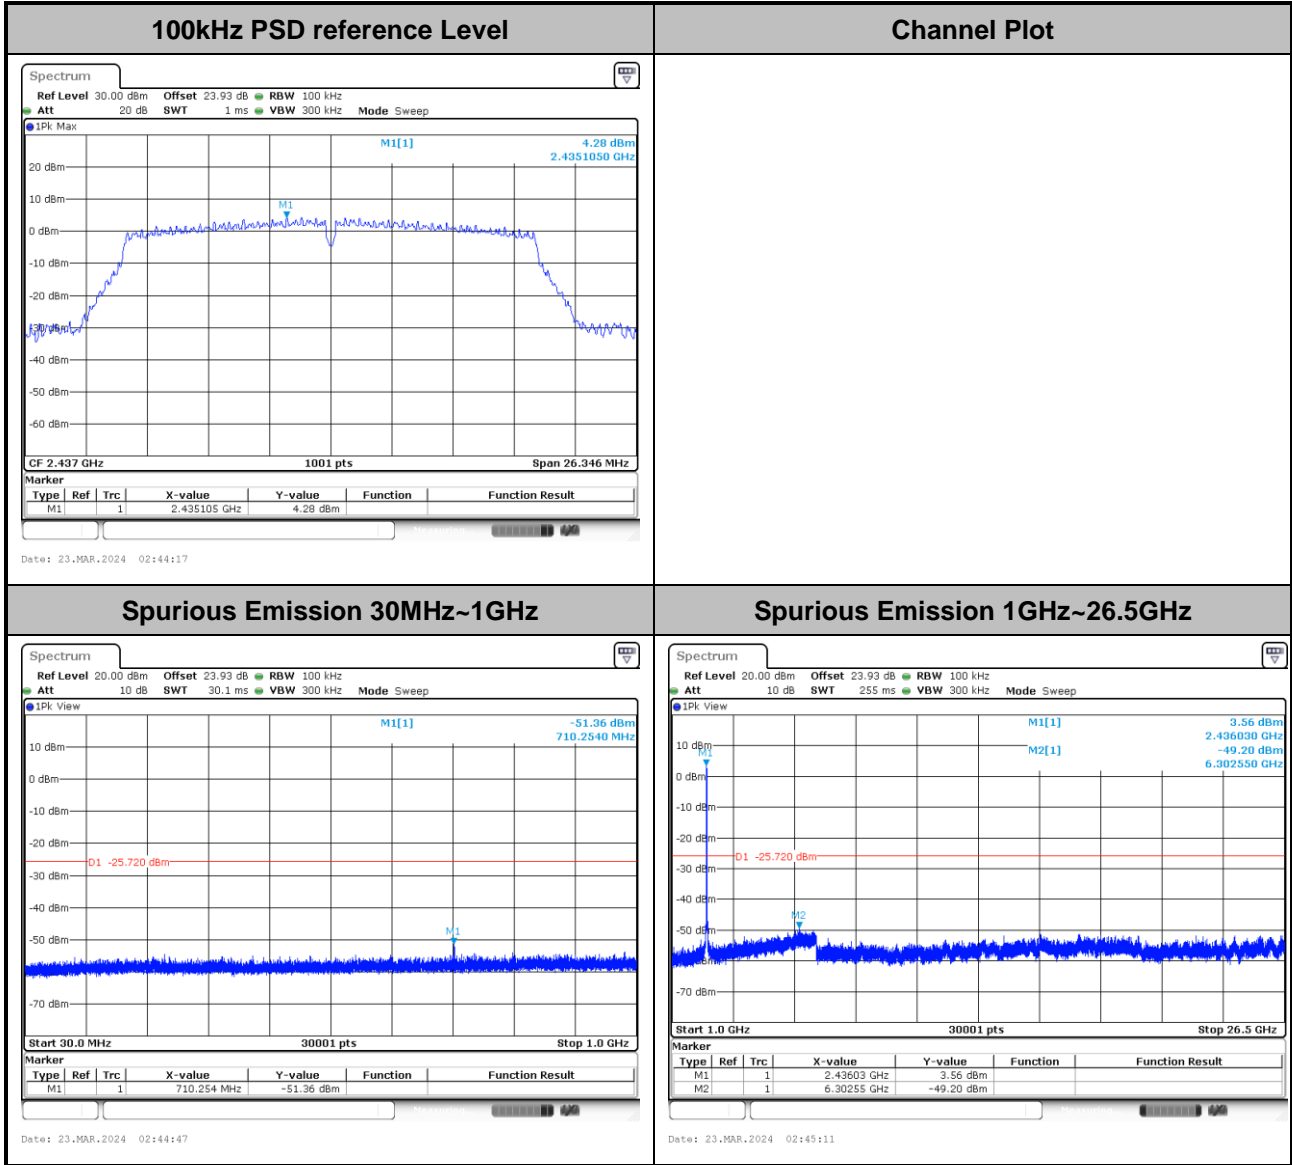 100kHz PSD reference Level
Channel Plot
Spectrum
Ref Level 30.00 dBm Offset 23.93 dB RBW 100 kHz
Att 20 dB SWT 1 ms VBW 300 kHz Mode Sweep
1Pk Max
M1[1] 4.28 dBm
2.4351050 GHz
20 dBm
10 dBm
M1
0 dBm
-10 dBm
-20 dBm
-30 dBm
-40 dBm
-50 dBm
-60 dBm
CF 2.437 GHz 1001 pts Span 26.346 MHz
Marker
Type Ref Trc X-value Y-value Function Function Result
M1 1 2.435105 GHz 4.28 dBm
Date: 23.MAR.2024 02:44:17
Spurious Emission 30MHz~1GHz
Spectrum
Ref Level 20.00 dBm Offset 23.93 dB RBW 100 kHz
Att 10 dB SWT 30.1 ms VBW 300 kHz Mode Sweep
1Pk View
M1[1] -51.36 dBm
710.2540 MHz
10 dBm
0 dBm
-10 dBm
-20 dBm
D1 -25.720 dBm
-30 dBm
-40 dBm
M1
-50 dBm
-70 dBm
Start 30.0 MHz 30001 pts Stop 1.0 GHz
Marker
Type Ref Trc X-value Y-value Function Function Result
M1 1 710.254 MHz -51.36 dBm
Date: 23.MAR.2024 02:44:47
Spurious Emission 1GHz~26.5GHz
Spectrum
Ref Level 20.00 dBm Offset 23.93 dB RBW 100 kHz
Att 10 dB SWT 255 ms VBW 300 kHz Mode Sweep
1Pk View
M1[1] 3.56 dBm
2.436030 GHz
M2[1] -49.20 dBm
6.302550 GHz
10 dBm
M1
0 dBm
-10 dBm
-20 dBm
D1 -25.720 dBm
-30 dBm
-40 dBm
M2
-50 dBm
-70 dBm
Start 1.0 GHz 30001 pts Stop 26.5 GHz
Marker
Type Ref Trc X-value Y-value Function Function Result
M1 1 2.43603 GHz 3.56 dBm
M2 1 6.30255 GHz -49.20 dBm
Date: 23.MAR.2024 02:45:11